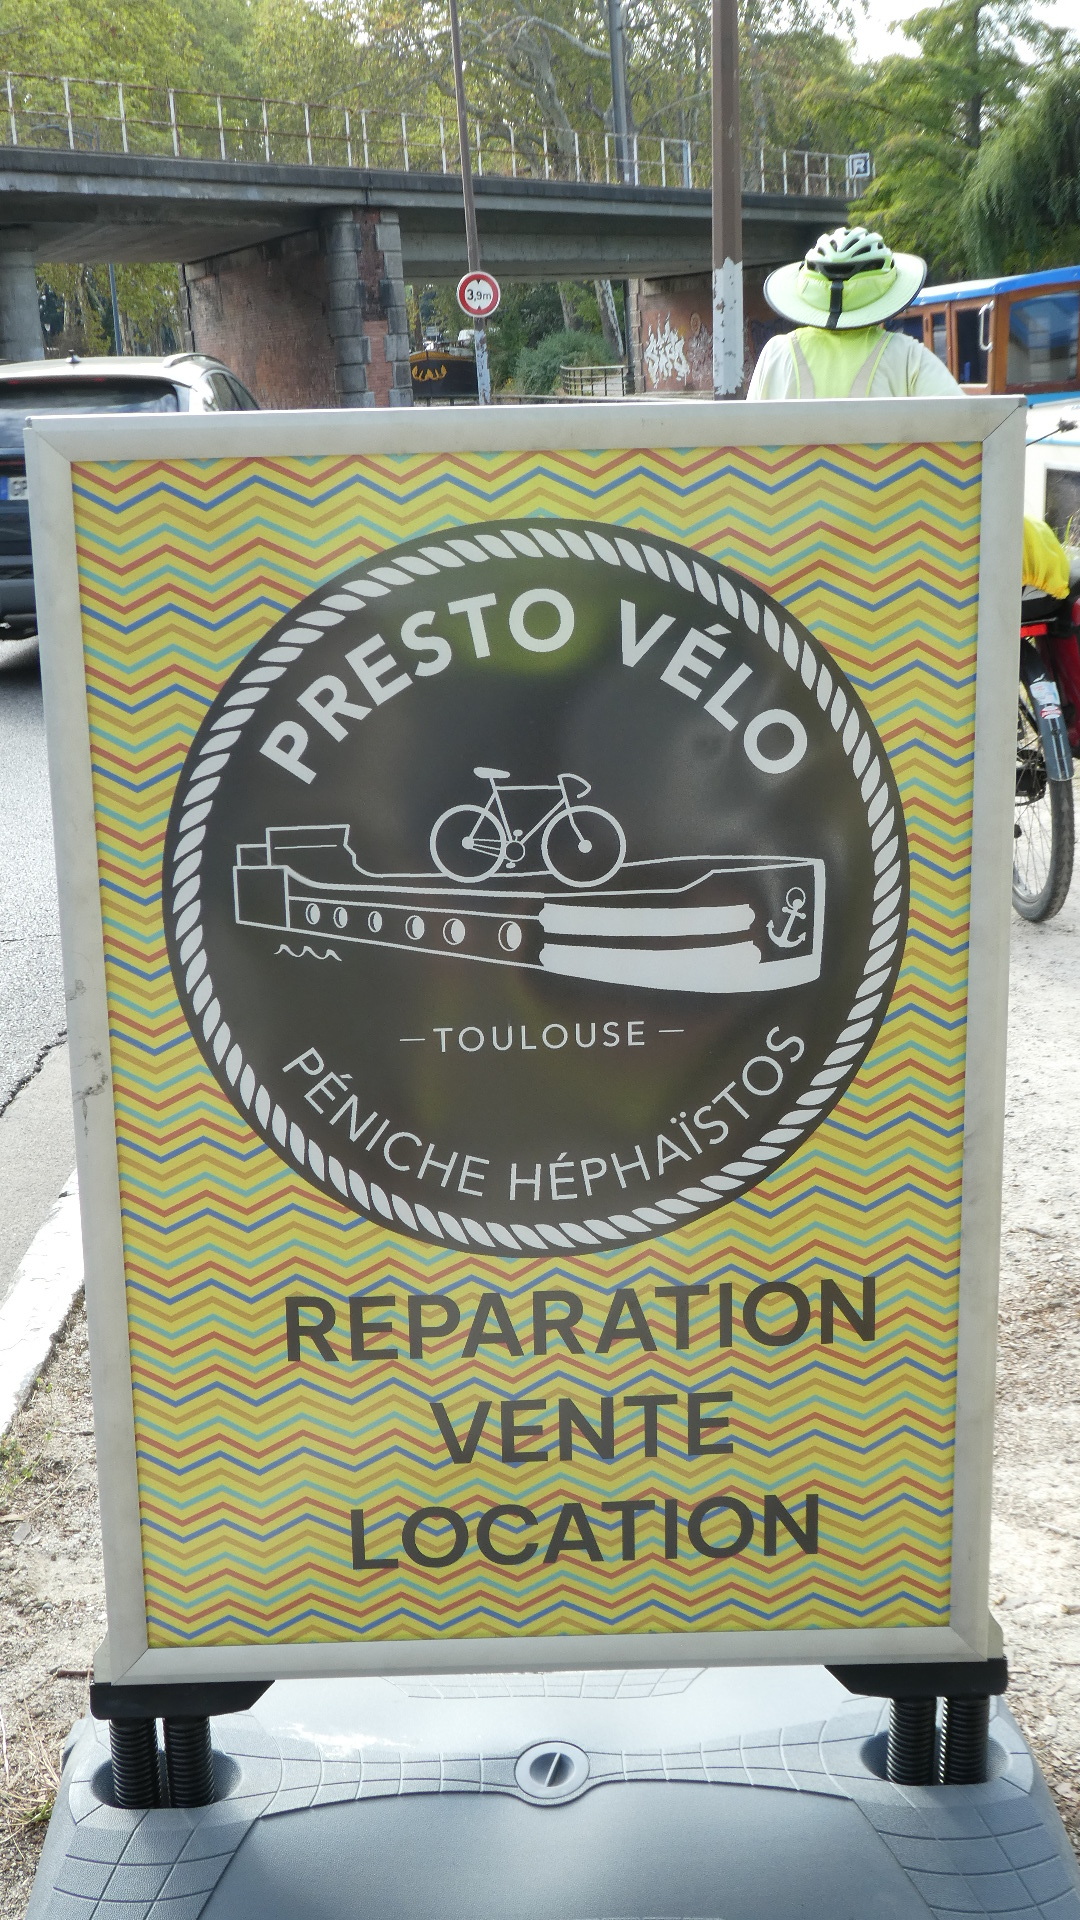 R
3,9m
PRESTO VÉLO
—TOULOUSE—
PÉNICHE HÉPHAÏSTOS
REPARATION
VENTE
LOCATION